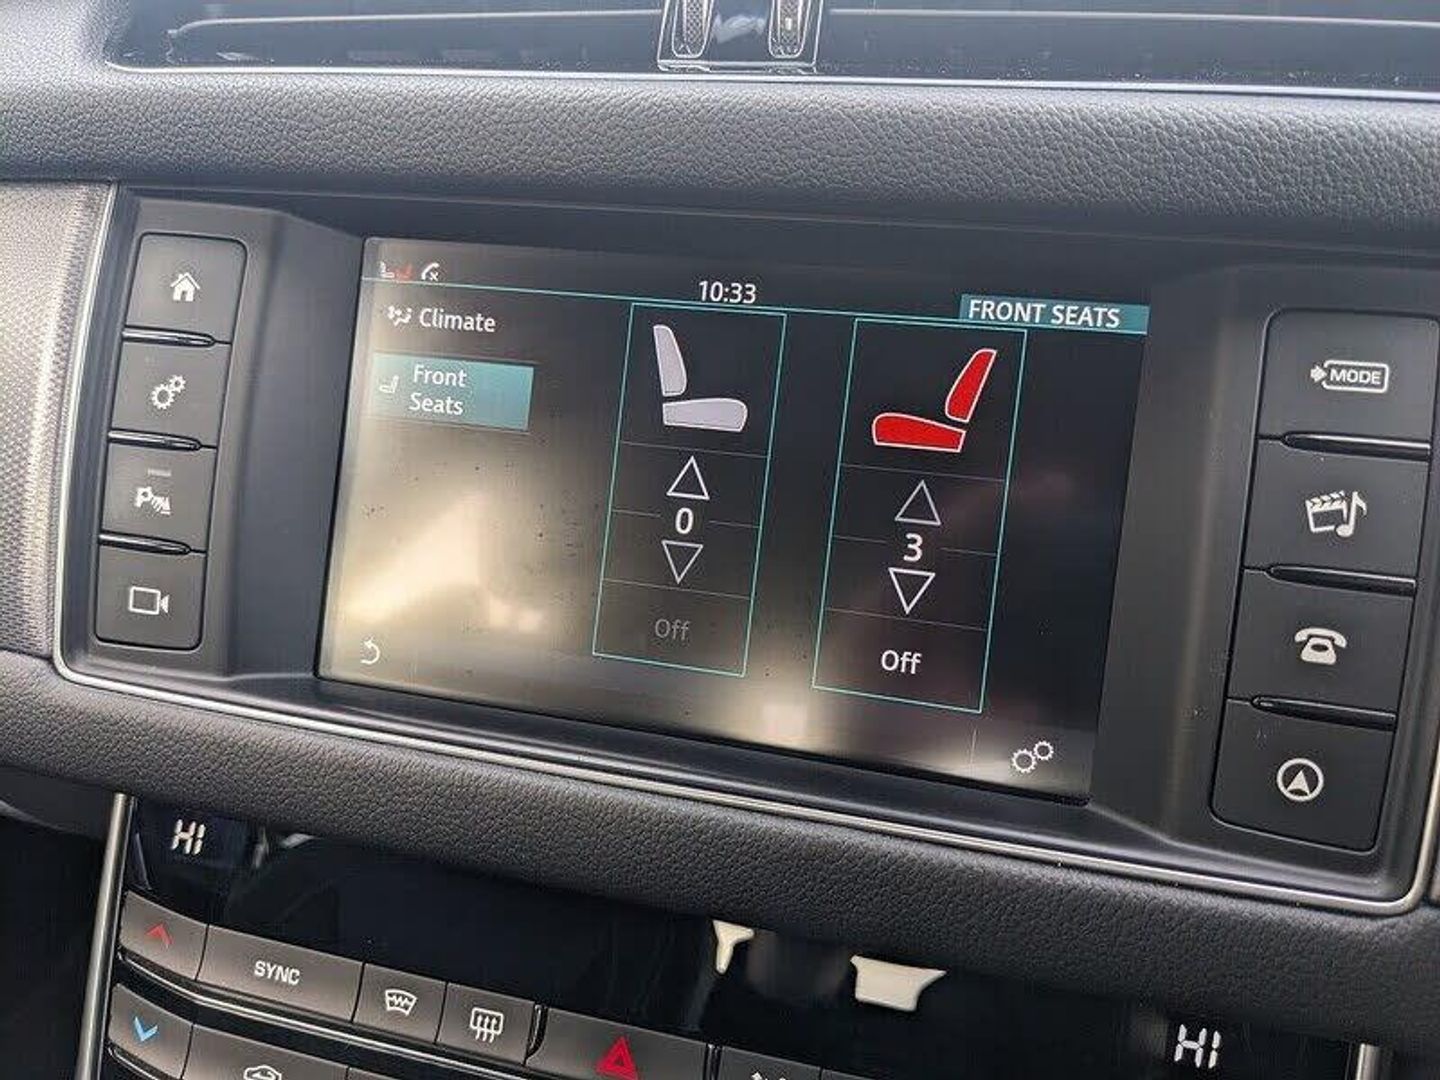 10:33
FRONT SEATS
Climate
Front
Seats
0
Off
3
Off
MODE
HI
SYNC
HI